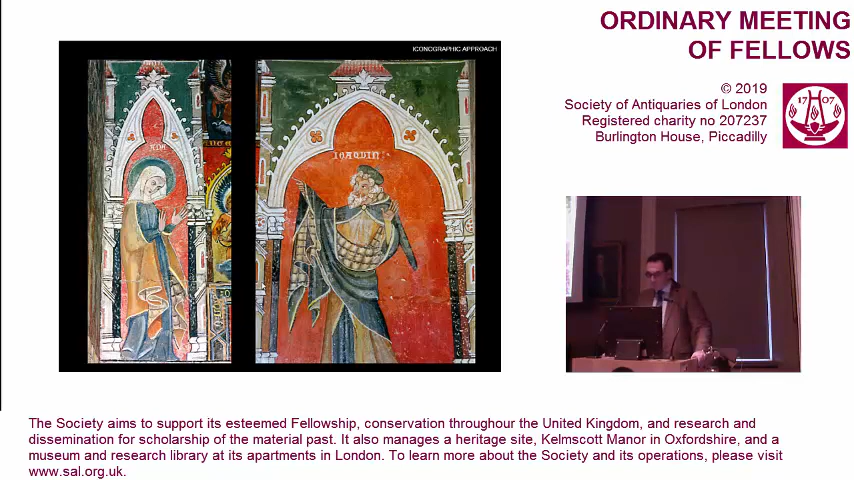 ORDINARY MEETING
OF FELLOWS
ICONOGRAPHIC APPROACH
© 2019
Society of Antiquaries of London
Registered charity no 207237
Burlington House, Piccadilly
17 07
ANA
IOAQUIN
The Society aims to support its esteemed Fellowship, conservation throughour the United Kingdom, and research and
dissemination for scholarship of the material past. It also manages a heritage site, Kelmscott Manor in Oxfordshire, and a
museum and research library at its apartments in London. To learn more about the Society and its operations, please visit
www.sal.org.uk.